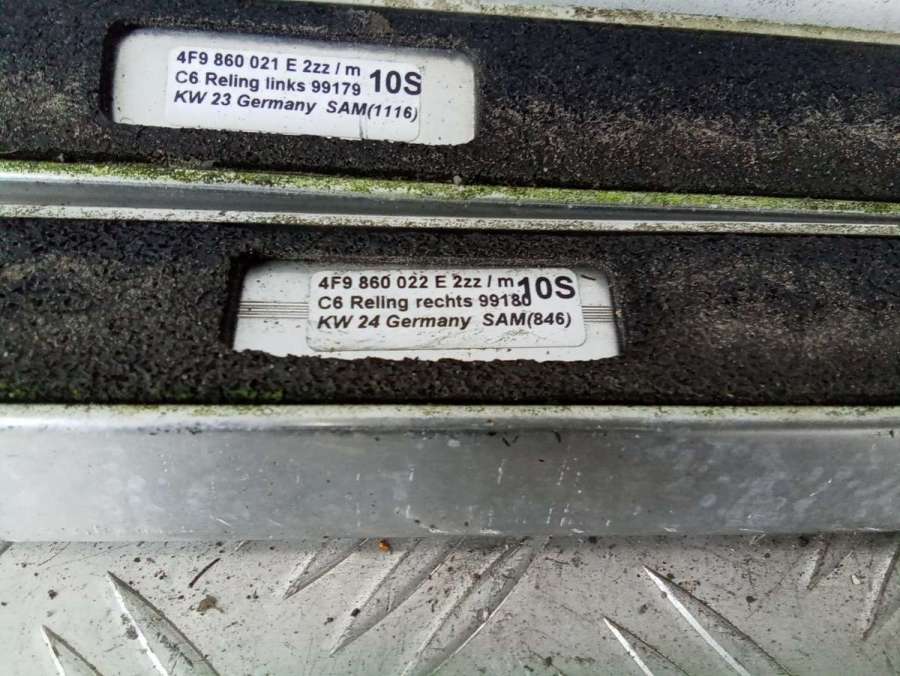 4F9 860 021 E 2zz / m 10S
C6 Reling links 99179
KW 23 Germany SAM(1116)
4F9 860 022 E 2zz / m 10S
C6 Reling rechts 99180
KW 24 Germany SAM(846)